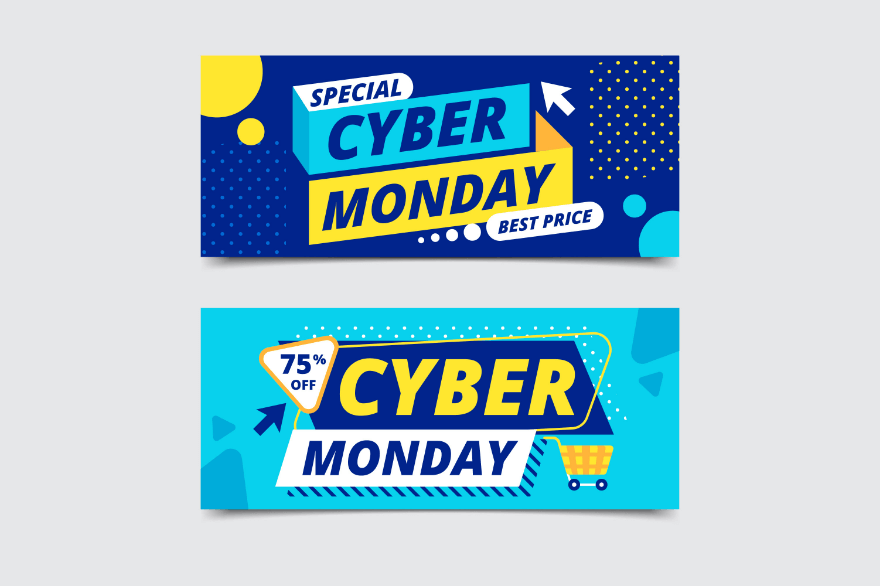 SPECIAL
CYBER
MONDAY
BEST PRICE
75%
OFF
CYBER
MONDAY